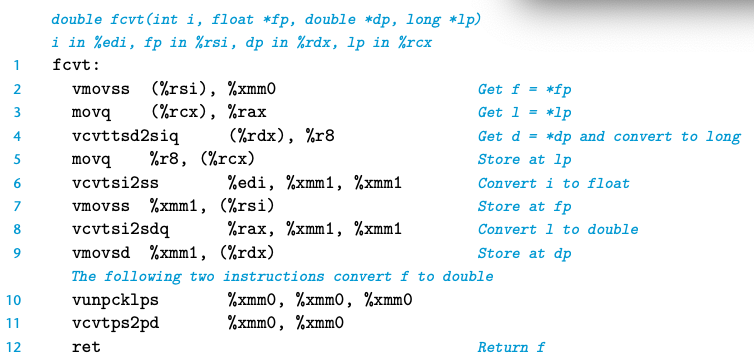 double fcvt(int i, float *fp, double *dp, long *lp)
i in %edi, fp in %rsi, dp in %rdx, lp in %rcx
1 fcvt:
2 vmovss (%rsi), %xmm0 Get f = *fp
3 movq (%rcx), %rax Get l = *lp
4 vcvttsd2siq (%rdx), %r8 Get d = *dp and convert to long
5 movq %r8, (%rcx) Store at lp
6 vcvtsi2ss %edi, %xmm1, %xmm1 Convert i to float
7 vmovss %xmm1, (%rsi) Store at fp
8 vcvtsi2sdq %rax, %xmm1, %xmm1 Convert l to double
9 vmovsd %xmm1, (%rdx) Store at dp
The following two instructions convert f to double
10 vunpcklps %xmm0, %xmm0, %xmm0
11 vcvtps2pd %xmm0, %xmm0
12 ret Return f